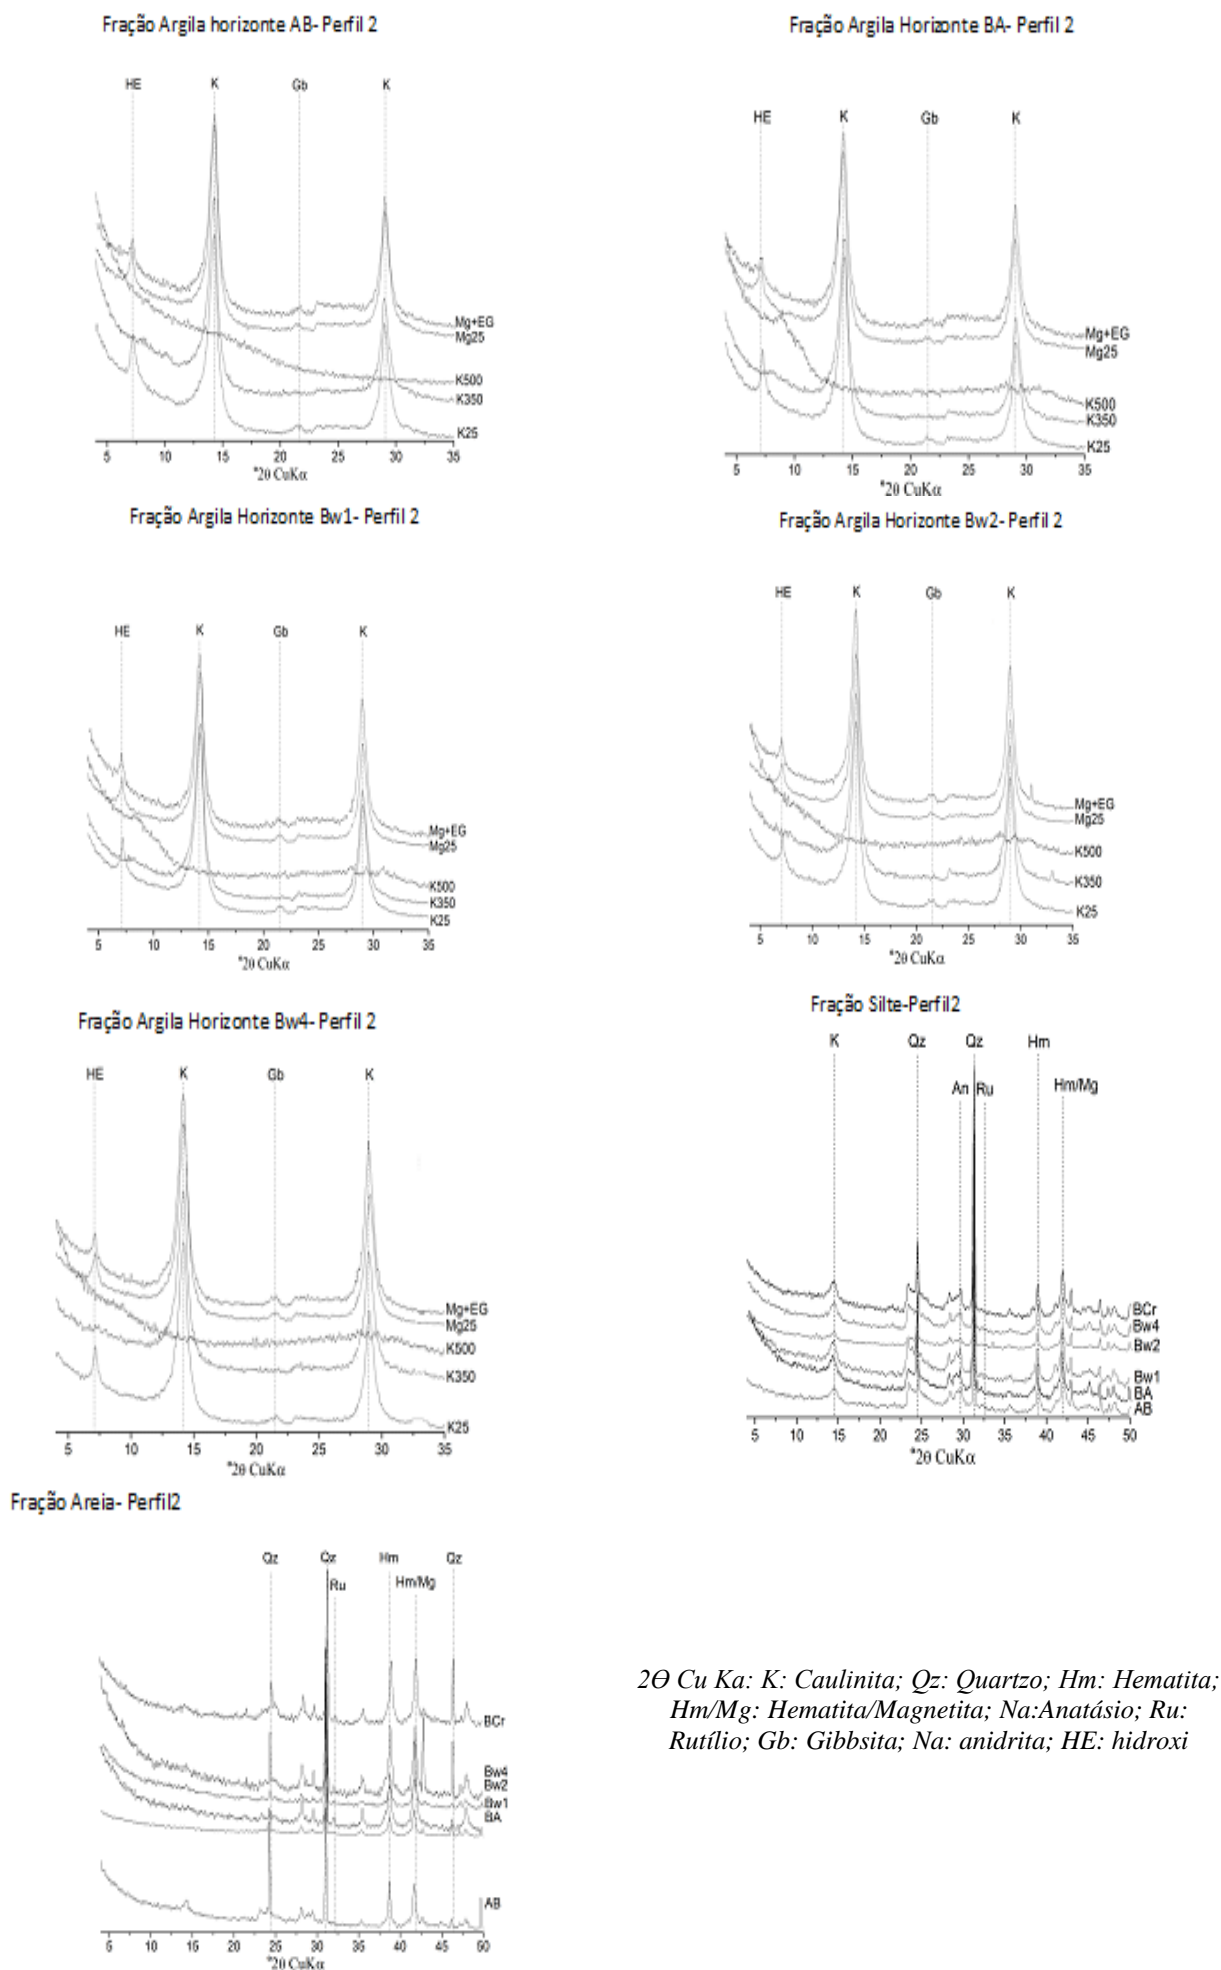 Fração Argila horizonte AB- Perfil 2
HE K Gb K
Mg+EG
Mg25
K500
K350
K25
5 10 15 20 25 30 35
°2θ CuKα
Fração Argila Horizonte BA- Perfil 2
HE K Gb K
Mg+EG
Mg25
K500
K350
K25
5 10 15 20 25 30 35
°2θ CuKα
Fração Argila Horizonte Bw1- Perfil 2
HE K Gb K
Mg+EG
Mg25
K500
K350
K25
5 10 15 20 25 30 35
°2θ CuKα
Fração Argila Horizonte Bw2- Perfil 2
HE K Gb K
Mg+EG
Mg25
K500
K350
K25
5 10 15 20 25 30 35
°2θ CuKα
Fração Argila Horizonte Bw4- Perfil 2
HE K Gb K
Mg+EG
Mg25
K500
K350
K25
5 10 15 20 25 30 35
°2θ CuKα
Fração Silte-Perfil2
K Qz Qz Hm
An Ru Hm/Mg
BCr
Bw4
Bw2
Bw1
BA
AB
5 10 15 20 25 30 35 40 45 50
°2θ CuKα
Fração Areia- Perfil2
Qz Qz Hm Qz
Ru Hm/Mg
BCr
Bw4
Bw2
Bw1
BA
AB
5 10 15 20 25 30 35 40 45 50
°2θ CuKα
2Ɵ Cu Ka: K: Caulinita; Qz: Quartzo; Hm: Hematita;
Hm/Mg: Hematita/Magnetita; Na:Anatásio; Ru:
Rutílio; Gb: Gibbsita; Na: anidrita; HE: hidroxi